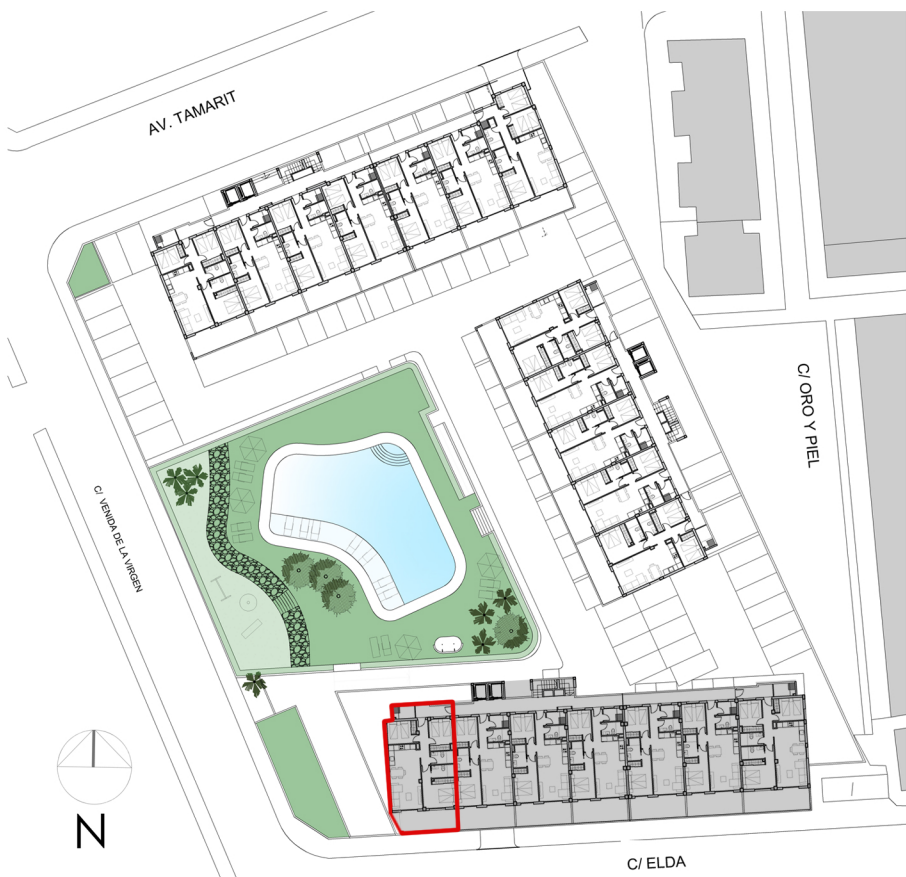 AV. TAMARIT
C/ ORO Y PIEL
C/ VENIDA DE LA VIRGEN
N
C/ ELDA